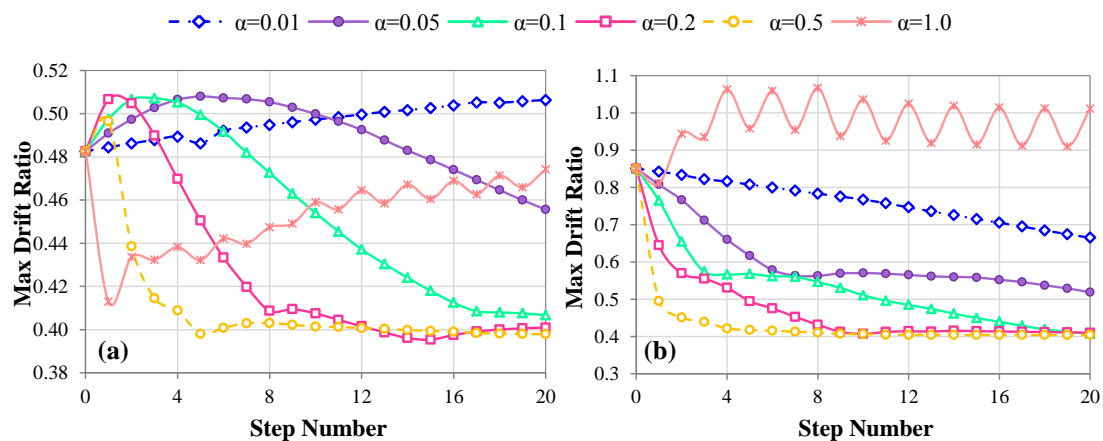 α=0.01 α=0.05 α=0.1 α=0.2 α=0.5 α=1.0
0.52
0.50
0.48
0.46
0.44
0.42
0.40
0.38
Max Drift Ratio
(a)
0 4 8 12 16 20
Step Number
1.1
1.0
0.9
0.8
0.7
0.6
0.5
0.4
0.3
Max Drift Ratio
(b)
0 4 8 12 16 20
Step Number